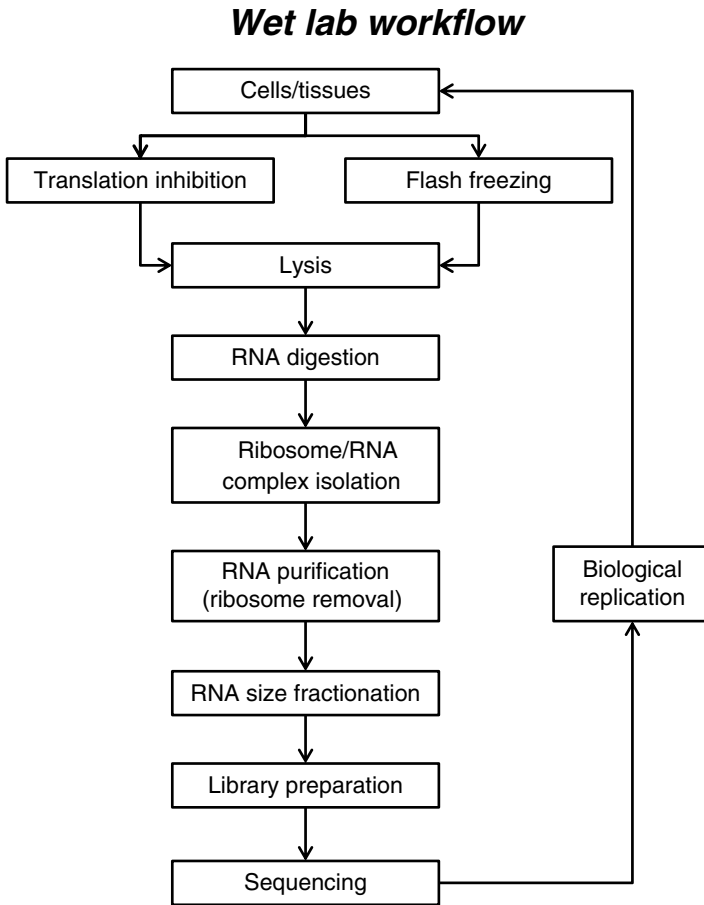 Wet lab workflow
Cells/tissues
Translation inhibition
Flash freezing
Lysis
RNA digestion
Ribosome/RNA
complex isolation
RNA purification
(ribosome removal)
Biological
replication
RNA size fractionation
Library preparation
Sequencing